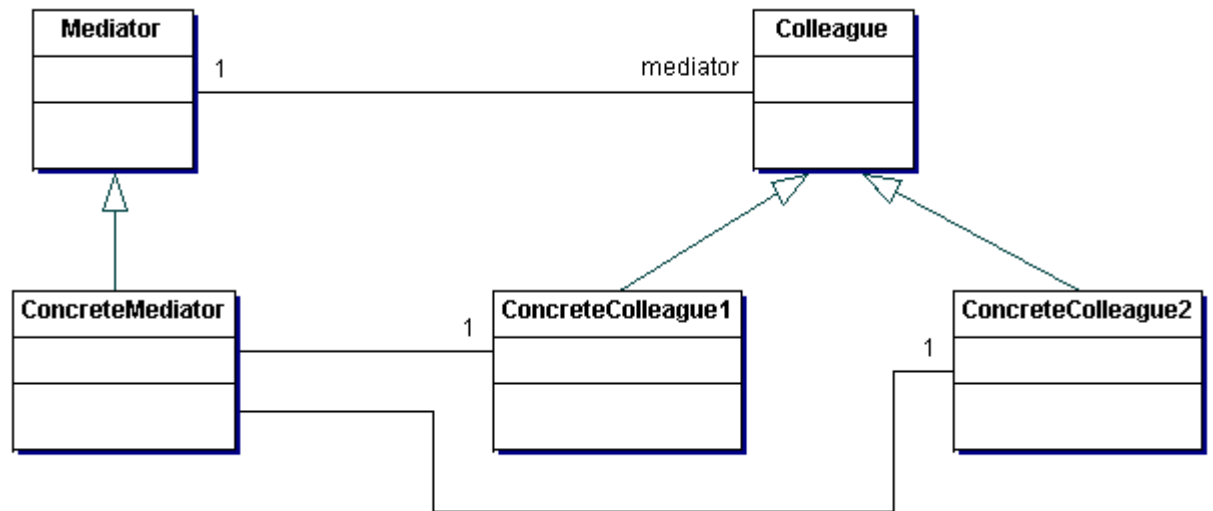 Mediator
Colleague
1
mediator
ConcreteMediator
1
ConcreteColleague1
1
ConcreteColleague2